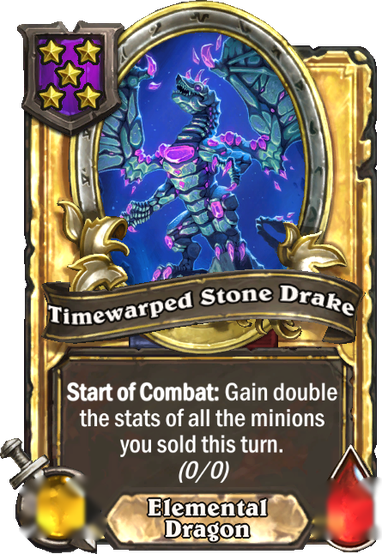 Timewarped Stone Drake
Start of Combat: Gain double
the stats of all the minions
you sold this turn.
(0/0)
Elemental
Dragon